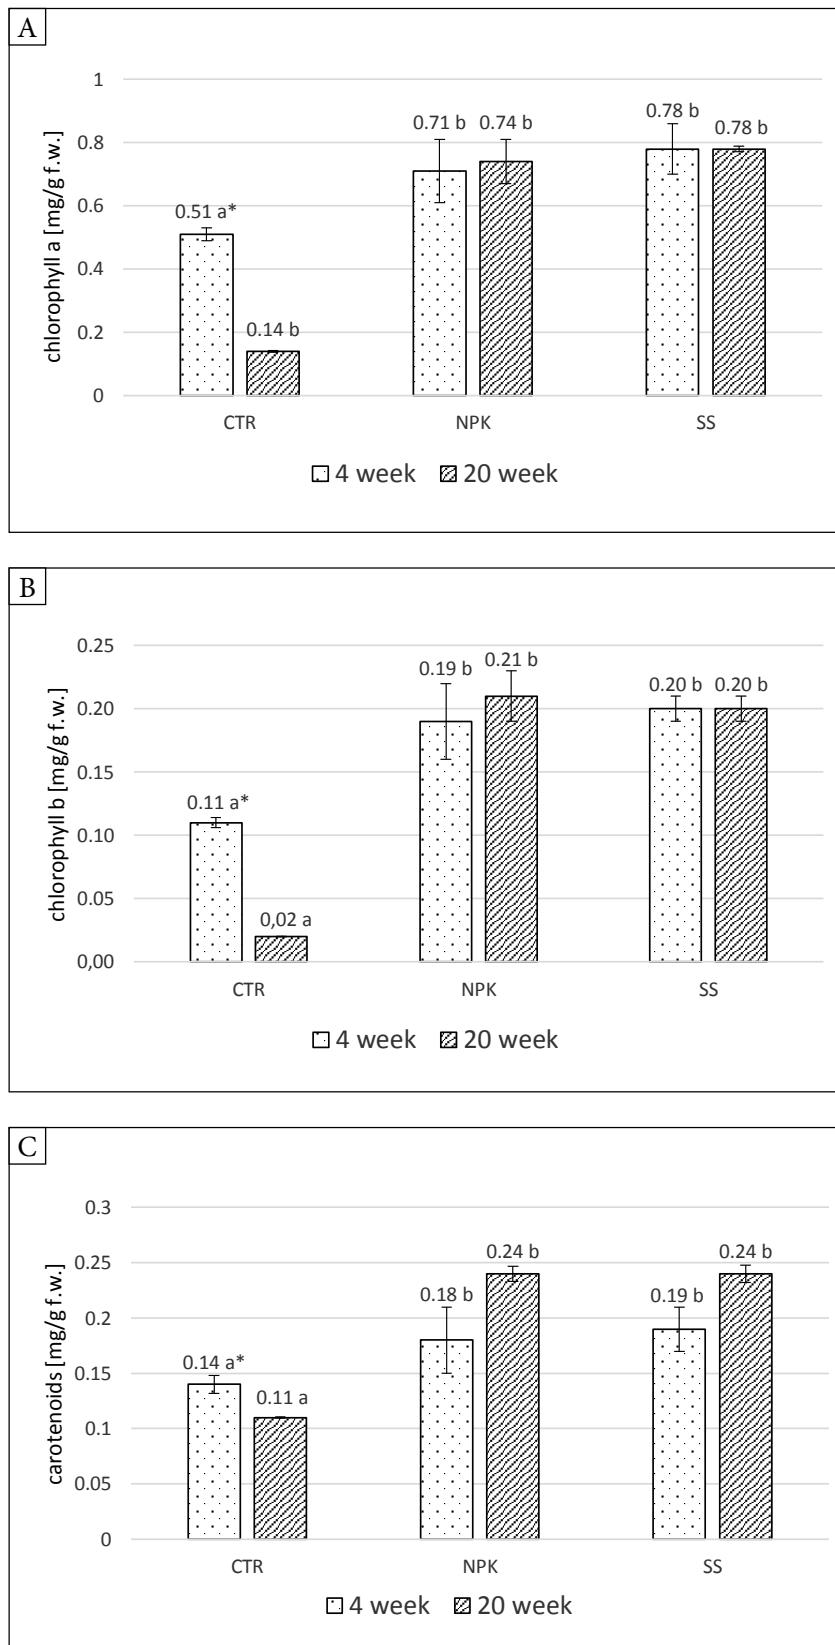 A
chlorophyll a [mg/g f.w.]
1
0.8
0.6
0.4
0.2
0
0.51 a*
0.14 b
0.71 b
0.74 b
0.78 b
0.78 b
CTR
NPK
SS
4 week
20 week
B
chlorophyll b [mg/g f.w.]
0.25
0.20
0.15
0.10
0.05
0,00
0.11 a*
0,02 a
0.19 b
0.21 b
0.20 b
0.20 b
CTR
NPK
SS
4 week
20 week
C
carotenoids [mg/g f.w.]
0.3
0.25
0.2
0.15
0.1
0.05
0
0.14 a*
0.11 a
0.18 b
0.24 b
0.19 b
0.24 b
CTR
NPK
SS
4 week
20 week